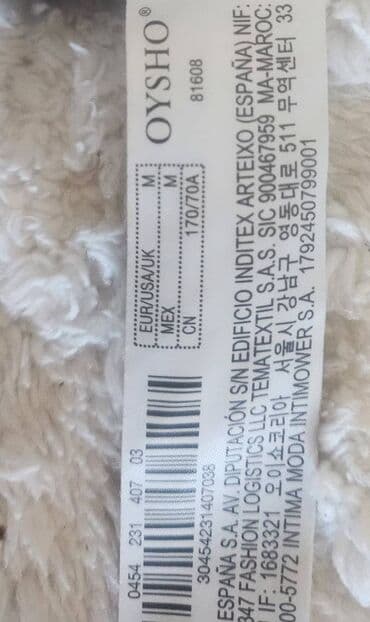 OYSHO®
81608
EUR/USA/UK M
MEX M
CN 170/70A
0454 231 407 03
30454231407038
ESPAÑA S.A. AV. DIPUTACIÓN S/N EDIFICIO INDITEX ARTEIXO (ESPAÑA) NIF:
347 FASHION LOGISTICS LLC TEMATEXTIL S.A.S. SIC 900467959 MA-MAROC:
IF: 1683321 오이쇼코리아 서울시 강남구 영동대로 511 무역센터 33
00-5772 INTIMA MODA INTIMOWER S.A. 1792450799001